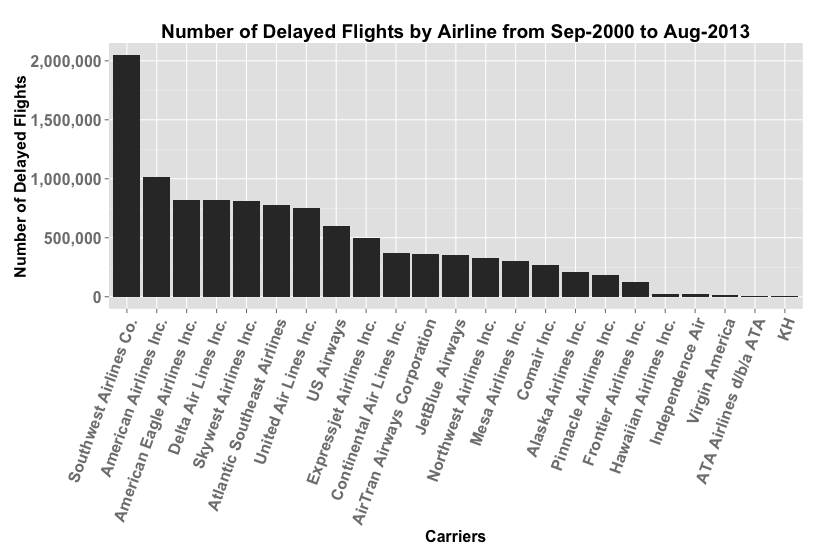 Number of Delayed Flights by Airline from Sep-2000 to Aug-2013
Number of Delayed Flights
2,000,000
1,500,000
1,000,000
500,000
0
Southwest Airlines Co.
American Airlines Inc.
American Eagle Airlines Inc.
Delta Air Lines Inc.
Skywest Airlines Inc.
Atlantic Southeast Airlines
United Air Lines Inc.
US Airways
Expressjet Airlines Inc.
Continental Air Lines Inc.
AirTran Airways Corporation
JetBlue Airways
Northwest Airlines Inc.
Mesa Airlines Inc.
Comair Inc.
Alaska Airlines Inc.
Pinnacle Airlines Inc.
Frontier Airlines Inc.
Hawaiian Airlines Inc.
Independence Air
Virgin America
ATA Airlines d/b/a ATA
KH
Carriers